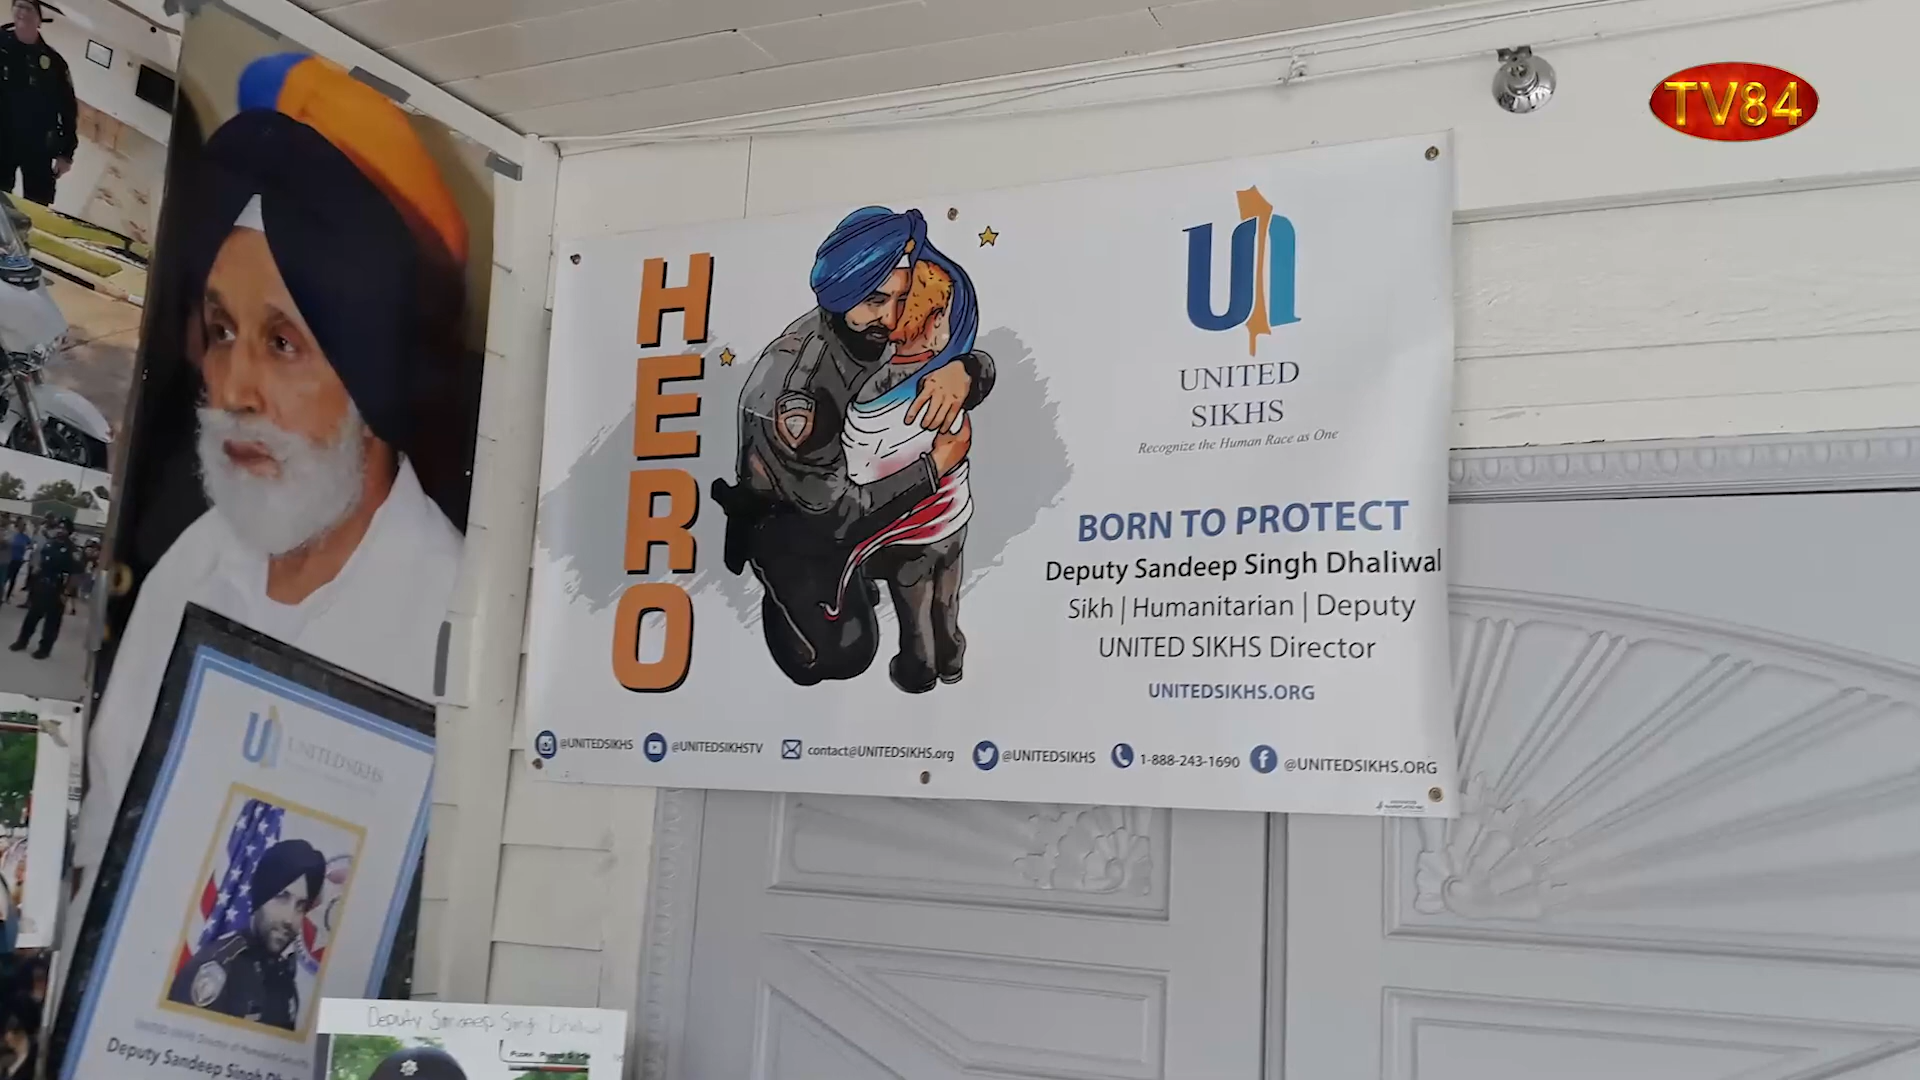 TV84
HERO
UNITED
SIKHS
Recognize the Human Race as One
BORN TO PROTECT
Deputy Sandeep Singh Dhaliwal
Sikh | Humanitarian | Deputy
UNITED SIKHS Director
UNITEDSIKHS.ORG
@UNITEDSIKHS
@UNITEDSIKHSTV
contact@UNITEDSIKHS.org
@UNITEDSIKHS
1-888-243-1690
@UNITEDSIKHS.ORG
UNITED SIKHS
Deputy Sandeep Singh
Deputy Sandeep Singh Dhaliwal